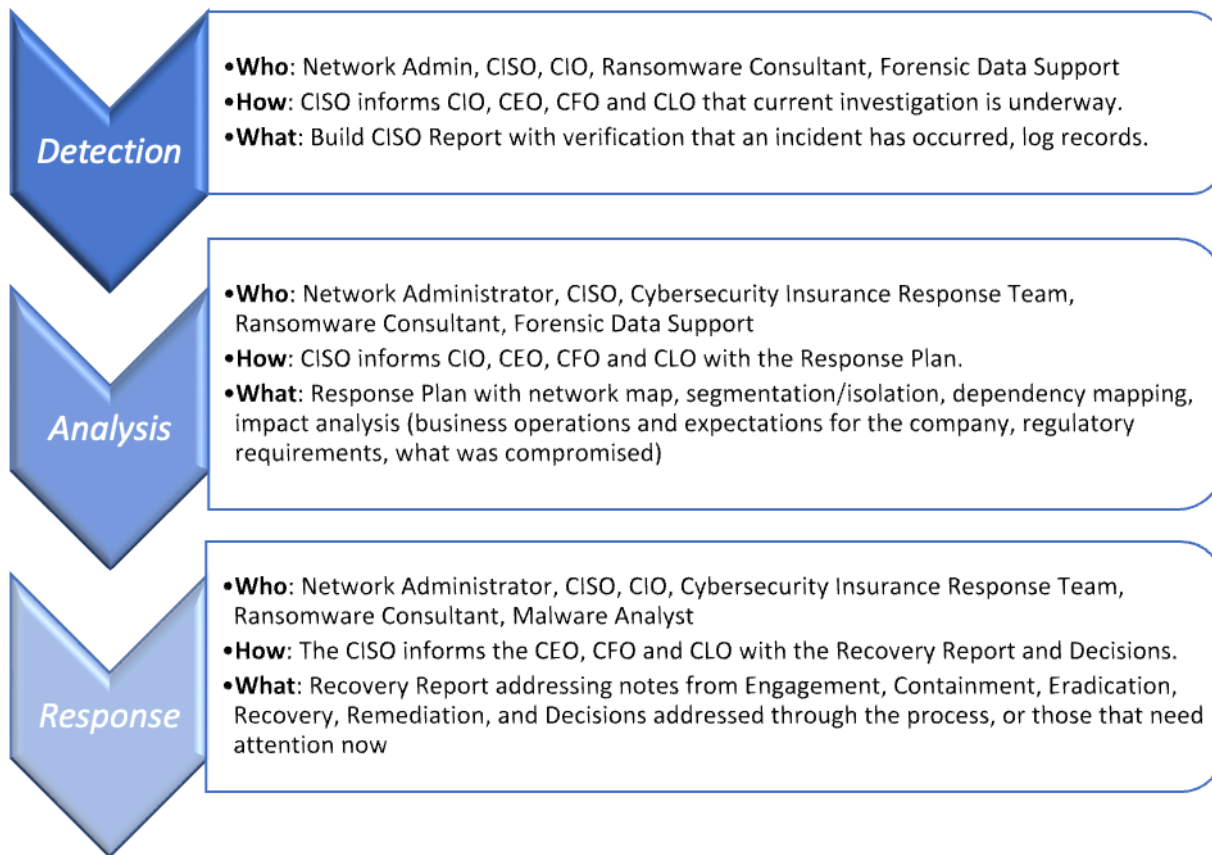 Detection
•Who: Network Admin, CISO, CIO, Ransomware Consultant, Forensic Data Support
•How: CISO informs CIO, CEO, CFO and CLO that current investigation is underway.
•What: Build CISO Report with verification that an incident has occurred, log records.
Analysis
•Who: Network Administrator, CISO, Cybersecurity Insurance Response Team,
Ransomware Consultant, Forensic Data Support
•How: CISO informs CIO, CEO, CFO and CLO with the Response Plan.
•What: Response Plan with network map, segmentation/isolation, dependency mapping,
impact analysis (business operations and expectations for the company, regulatory
requirements, what was compromised)
Response
•Who: Network Administrator, CISO, CIO, Cybersecurity Insurance Response Team,
Ransomware Consultant, Malware Analyst
•How: The CISO informs the CEO, CFO and CLO with the Recovery Report and Decisions.
•What: Recovery Report addressing notes from Engagement, Containment, Eradication,
Recovery, Remediation, and Decisions addressed through the process, or those that need
attention now